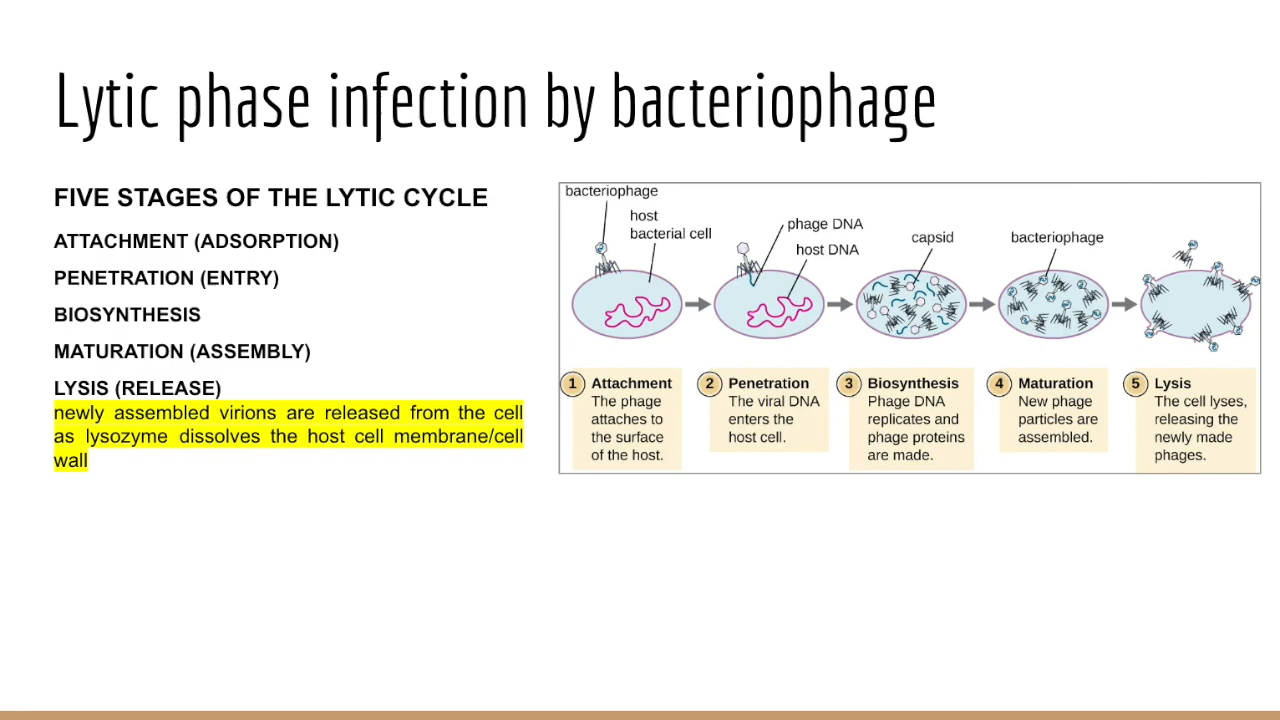 Lytic phase infection by bacteriophage
FIVE STAGES OF THE LYTIC CYCLE
ATTACHMENT (ADSORPTION)
PENETRATION (ENTRY)
BIOSYNTHESIS
MATURATION (ASSEMBLY)
LYSIS (RELEASE)
newly assembled virions are released from the cell
as lysozyme dissolves the host cell membrane/cell
wall
bacteriophage
host
bacterial cell
phage DNA
host DNA
capsid
bacteriophage
1 Attachment
The phage
attaches to
the surface
of the host.
2 Penetration
The viral DNA
enters the
host cell.
3 Biosynthesis
Phage DNA
replicates and
phage proteins
are made.
4 Maturation
New phage
particles are
assembled.
5 Lysis
The cell lyses,
releasing the
newly made
phages.